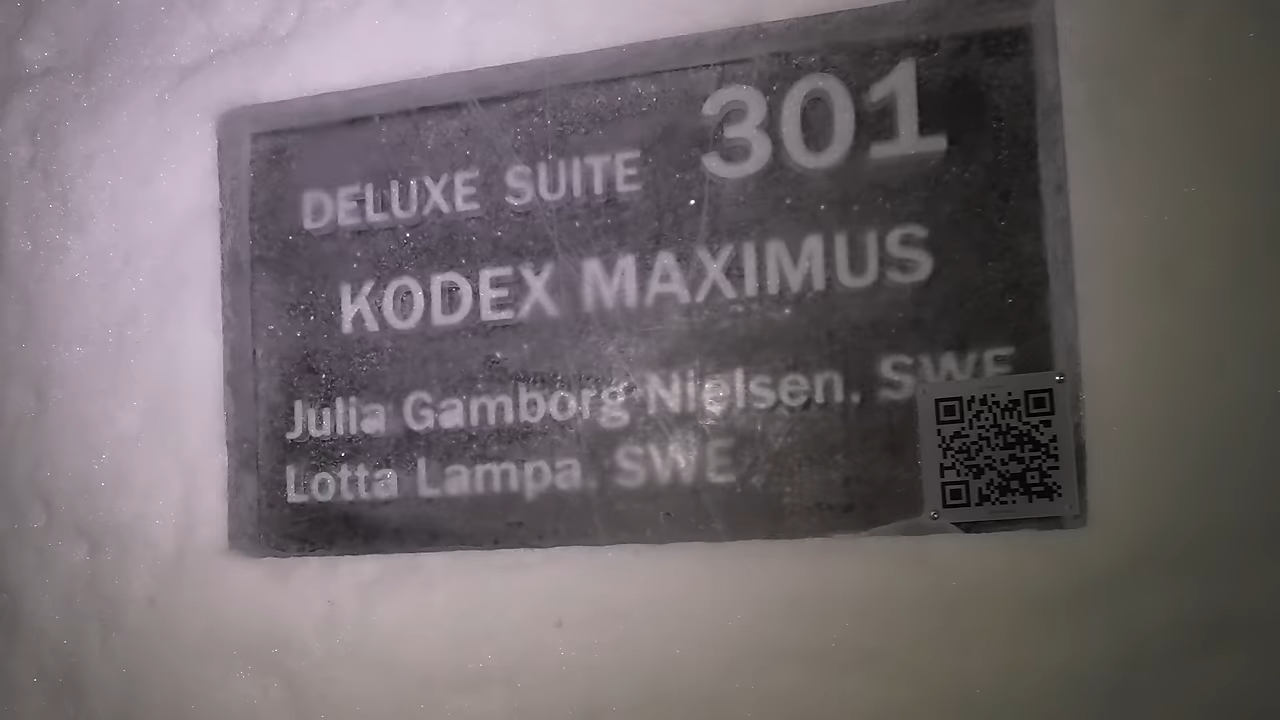 301
DELUXE SUITE
KODEX MAXIMUS
Julia Gamborg Nielsen, SWE
Lotta Lampa, SWE